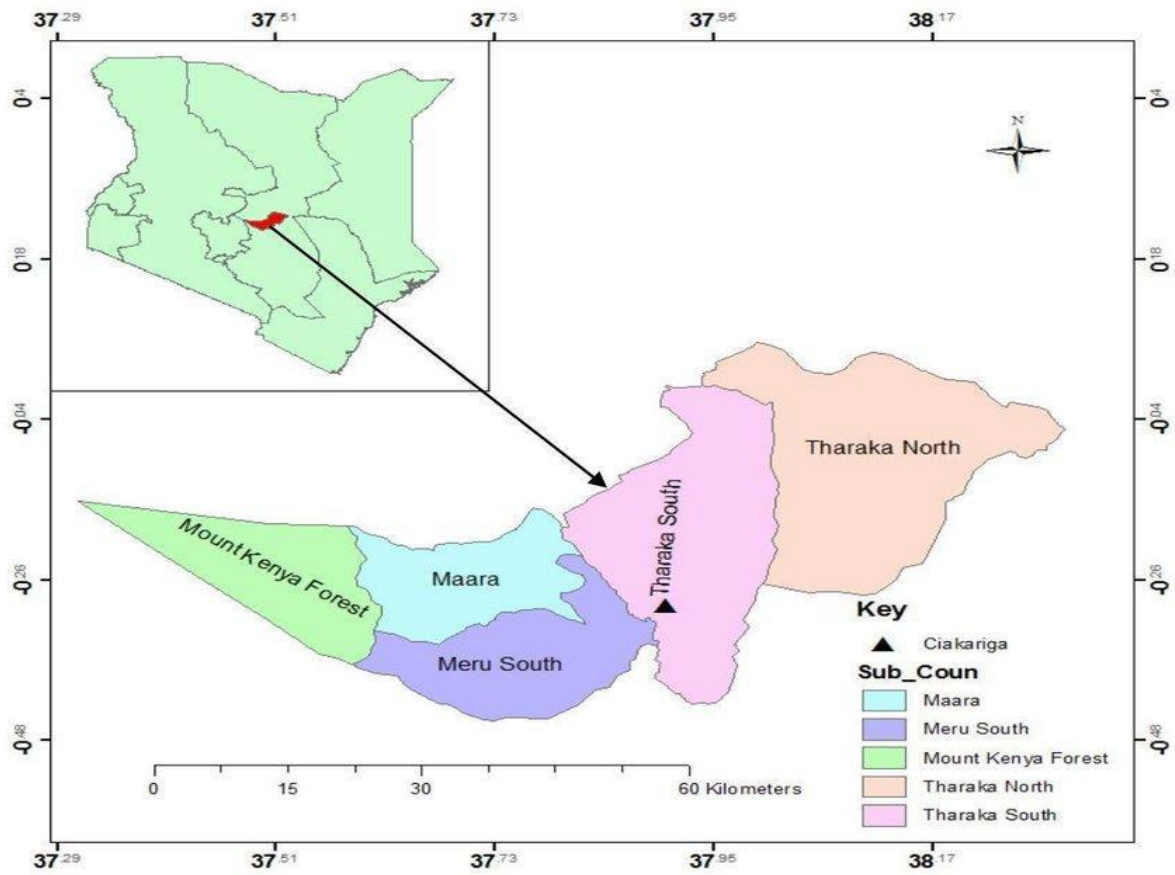 37.29 37.51 37.73 37.95 38.17
0.4 0.4
N
0.18 0.18
-0.04 -0.04
Tharaka North
Tharaka South
Mount Kenya Forest
Maara
-0.26 -0.26
Key
Ciakariga
Meru South
Sub_Coun
Maara
Meru South
-0.48 -0.48
Mount Kenya Forest
0 15 30 60 Kilometers
Tharaka North
Tharaka South
37.29 37.51 37.73 37.95 38.17